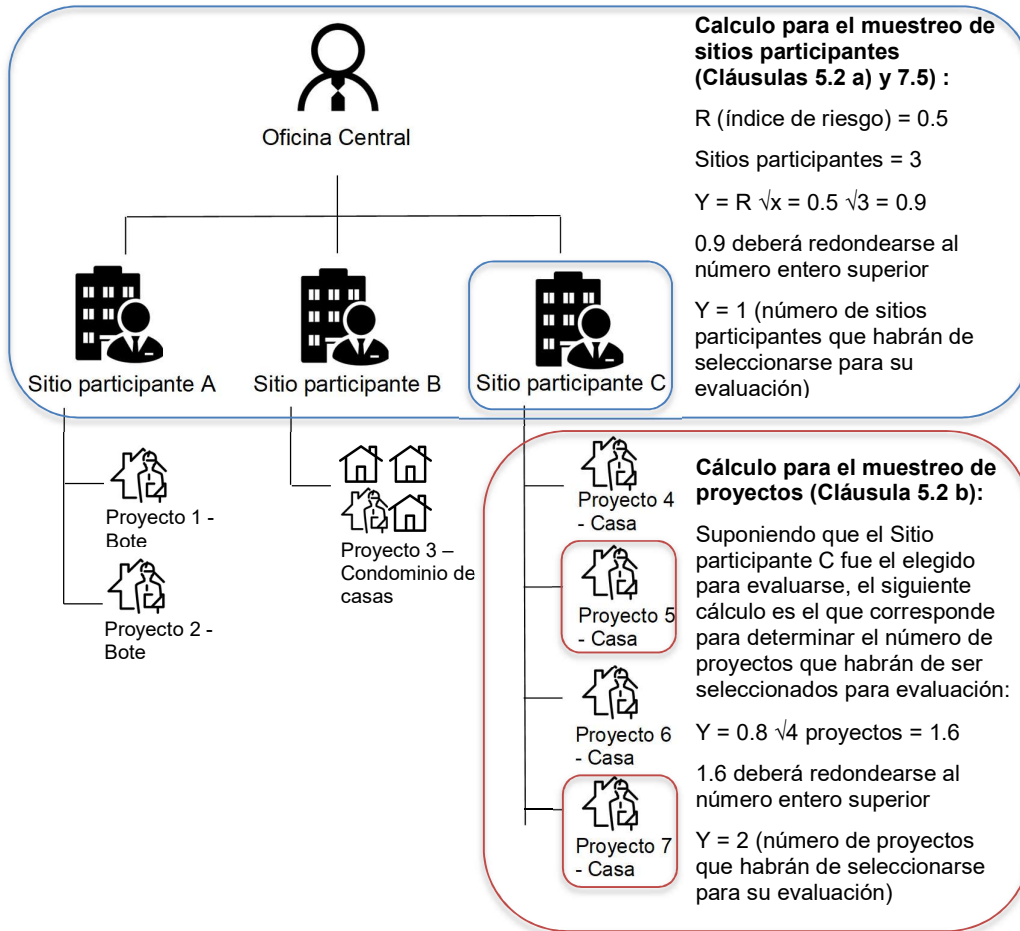 Oficina Central
Calculo para el muestreo de
sitios participantes
(Cláusulas 5.2 a) y 7.5) :
R (índice de riesgo) = 0.5
Sitios participantes = 3
Y = R √x = 0.5 √3 = 0.9
0.9 deberá redondearse al
número entero superior
Y = 1 (número de sitios
participantes que habrán de
seleccionarse para su
evaluación)
Sitio participante A
Sitio participante B
Sitio participante C
Proyecto 1 -
Bote
Proyecto 2 -
Bote
Proyecto 3 –
Condominio de
casas
Proyecto 4
- Casa
Proyecto 5
- Casa
Proyecto 6
- Casa
Proyecto 7
- Casa
Cálculo para el muestreo de
proyectos (Cláusula 5.2 b):
Suponiendo que el Sitio
participante C fue el elegido
para evaluarse, el siguiente
cálculo es el que corresponde
para determinar el número de
proyectos que habrán de ser
seleccionados para evaluación:
Y = 0.8 √4 proyectos = 1.6
1.6 deberá redondearse al
número entero superior
Y = 2 (número de proyectos
que habrán de seleccionarse
para su evaluación)